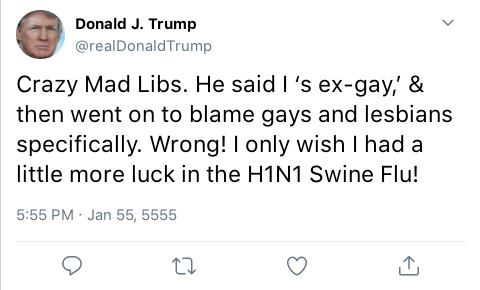 Donald J. Trump
@realDonaldTrump
Crazy Mad Libs. He said I ‘s ex-gay,’ &
then went on to blame gays and lesbians
specifically. Wrong! I only wish I had a
little more luck in the H1N1 Swine Flu!
5:55 PM · Jan 55, 5555